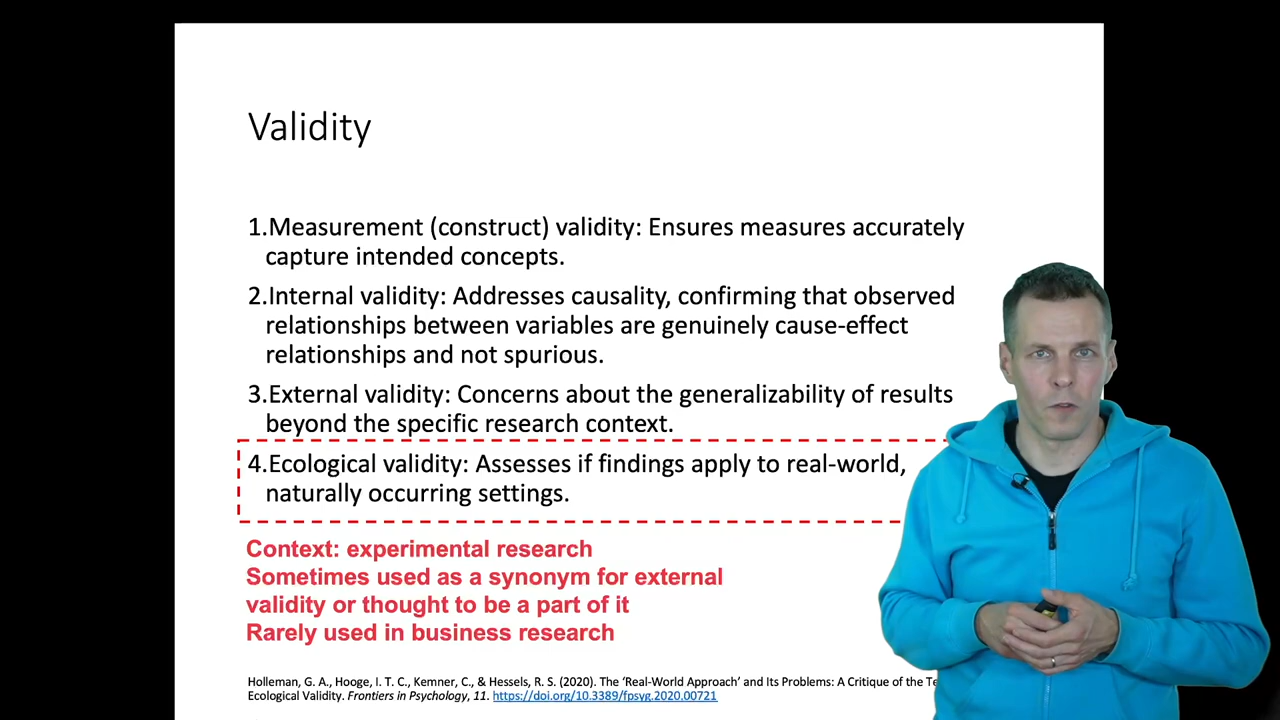 Validity
1.Measurement (construct) validity: Ensures measures accurately
capture intended concepts.
2.Internal validity: Addresses causality, confirming that observed
relationships between variables are genuinely cause-effect
relationships and not spurious.
3.External validity: Concerns about the generalizability of results
beyond the specific research context.
4.Ecological validity: Assesses if findings apply to real-world,
naturally occurring settings.
Context: experimental research
Sometimes used as a synonym for external
validity or thought to be a part of it
Rarely used in business research
Holleman, G. A., Hooge, I. T. C., Kemner, C., & Hessels, R. S. (2020). The ‘Real-World Approach’ and Its Problems: A Critique of the
Ecological Validity. Frontiers in Psychology, 11. https://doi.org/10.3389/fpsyg.2020.00721